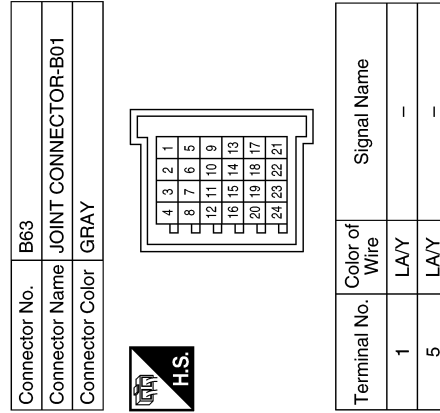 Connector No. B63
Connector Name JOINT CONNECTOR-B01
Connector Color GRAY
H.S.
4 3 2 1
8 7 6 5
12 11 10 9
16 15 14 13
20 19 18 17
24 23 22 21
Terminal No. Color of Wire Signal Name
1 LA/Y –
5 LA/Y –